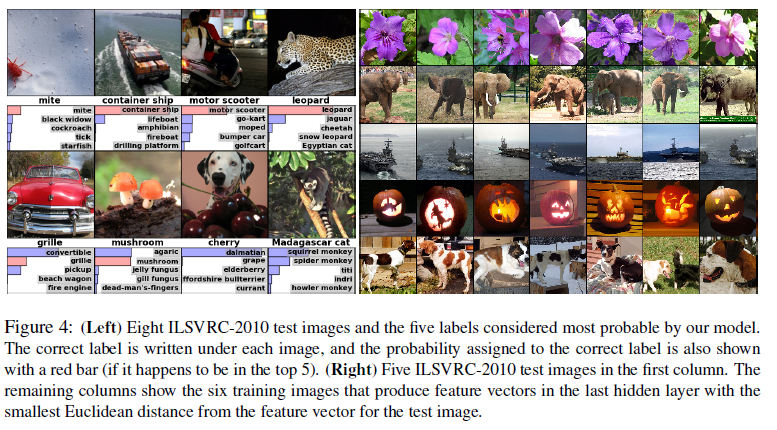 mite container ship motor scooter leopard
mite container ship motor scooter leopard
black widow lifeboat go-kart jaguar
cockroach amphibian moped cheetah
tick fireboat bumper car snow leopard
starfish drilling platform golfcart Egyptian cat
grille mushroom cherry Madagascar cat
convertible agaric dalmatian squirrel monkey
grille mushroom grape spider monkey
pickup jelly fungus elderberry titi
beach wagon gill fungus ffordshire bullterrier indri
fire engine dead-man's-fingers currant howler monkey
Figure 4: (Left) Eight ILSVRC-2010 test images and the five labels considered most probable by our model.
The correct label is written under each image, and the probability assigned to the correct label is also shown
with a red bar (if it happens to be in the top 5). (Right) Five ILSVRC-2010 test images in the first column. The
remaining columns show the six training images that produce feature vectors in the last hidden layer with the
smallest Euclidean distance from the feature vector for the test image.